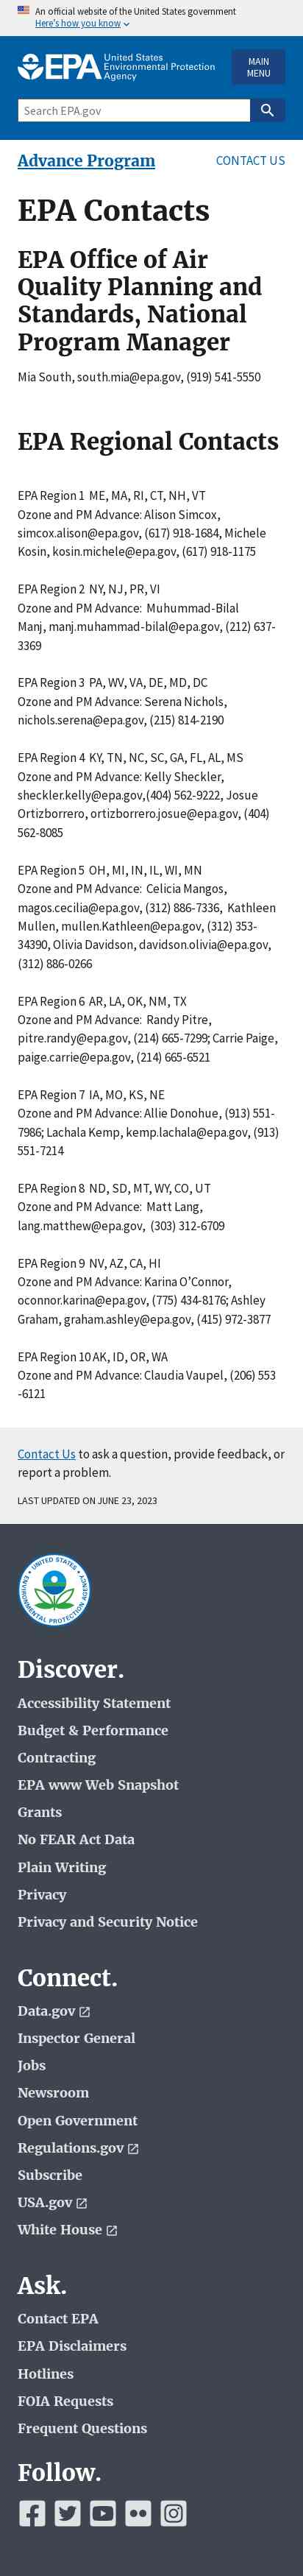 An official website of the United States government
Here's how you know
EPA United States
Environmental Protection
Agency
MAIN
MENU
Search EPA.gov
Advance Program
CONTACT US
EPA Contacts
EPA Office of Air
Quality Planning and
Standards, National
Program Manager
Mia South, south.mia@epa.gov, (919) 541-5550
EPA Regional Contacts
EPA Region 1  ME, MA, RI, CT, NH, VT
Ozone and PM Advance: Alison Simcox,
simcox.alison@epa.gov, (617) 918-1684, Michele
Kosin, kosin.michele@epa.gov, (617) 918-1175
EPA Region 2  NY, NJ, PR, VI
Ozone and PM Advance:  Muhummad-Bilal
Manj, manj.muhammad-bilal@epa.gov, (212) 637-
3369
EPA Region 3  PA, WV, VA, DE, MD, DC
Ozone and PM Advance: Serena Nichols,
nichols.serena@epa.gov, (215) 814-2190
EPA Region 4  KY, TN, NC, SC, GA, FL, AL, MS
Ozone and PM Advance: Kelly Sheckler,
sheckler.kelly@epa.gov,(404) 562-9222, Josue
Ortizborrero, ortizborrero.josue@epa.gov, (404)
562-8085
EPA Region 5  OH, MI, IN, IL, WI, MN
Ozone and PM Advance:  Celicia Mangos,
magos.cecilia@epa.gov, (312) 886-7336,  Kathleen
Mullen, mullen.Kathleen@epa.gov, (312) 353-
34390, Olivia Davidson, davidson.olivia@epa.gov,
(312) 886-0266
EPA Region 6  AR, LA, OK, NM, TX
Ozone and PM Advance:  Randy Pitre,
pitre.randy@epa.gov, (214) 665-7299; Carrie Paige,
paige.carrie@epa.gov, (214) 665-6521
EPA Region 7  IA, MO, KS, NE
Ozone and PM Advance: Allie Donohue, (913) 551-
7986; Lachala Kemp, kemp.lachala@epa.gov, (913)
551-7214
EPA Region 8  ND, SD, MT, WY, CO, UT
Ozone and PM Advance:  Matt Lang,
lang.matthew@epa.gov,  (303) 312-6709
EPA Region 9  NV, AZ, CA, HI
Ozone and PM Advance: Karina O'Connor,
oconnor.karina@epa.gov, (775) 434-8176; Ashley
Graham, graham.ashley@epa.gov, (415) 972-3877
EPA Region 10 AK, ID, OR, WA
Ozone and PM Advance: Claudia Vaupel, (206) 553
-6121
Contact Us to ask a question, provide feedback, or
report a problem.
LAST UPDATED ON JUNE 23, 2023
UNITED STATES
ENVIRONMENTAL PROTECTION AGENCY
Discover.
Accessibility Statement
Budget & Performance
Contracting
EPA www Web Snapshot
Grants
No FEAR Act Data
Plain Writing
Privacy
Privacy and Security Notice
Connect.
Data.gov
Inspector General
Jobs
Newsroom
Open Government
Regulations.gov
Subscribe
USA.gov
White House
Ask.
Contact EPA
EPA Disclaimers
Hotlines
FOIA Requests
Frequent Questions
Follow.